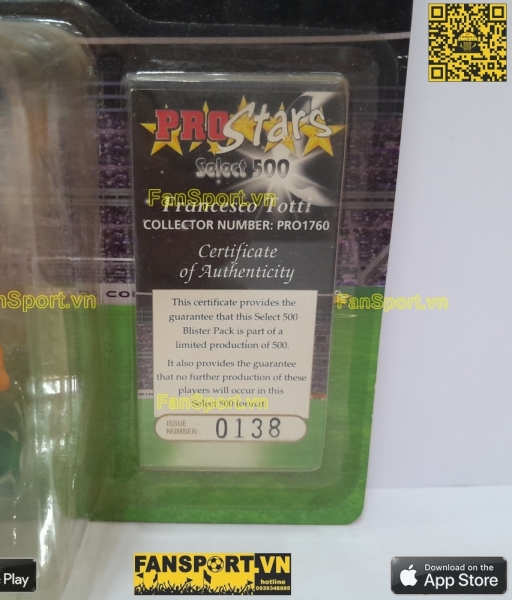 PRO Stars
Select 500
FanSport.vn
Francesco Totti
COLLECTOR NUMBER: PRO1760
Certificate
of Authenticity
FanSport.vn
FanSport.vn
This certificate provides the
guarantee that this Select 500
Blister Pack is part of a
limited production of 500.
It also provides the guarantee
that no further production of these
players will occur in this
Select 500 format.
FanSport.vn
ISSUE
NUMBER:
0138
Play
FANSPORT.VN
hotline
0939348685
Download on the
App Store